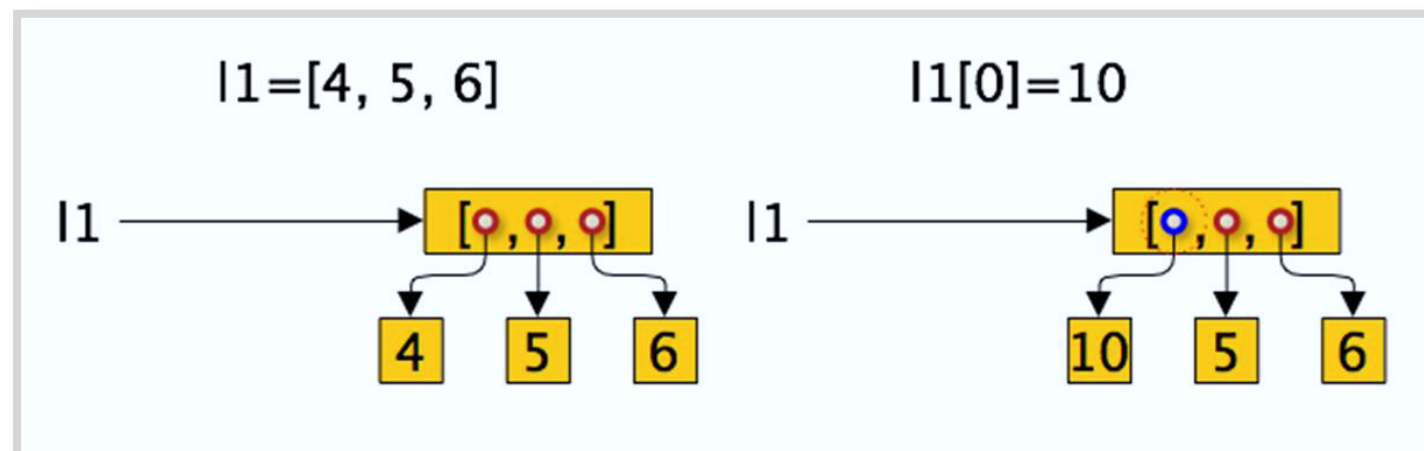 l1=[4, 5, 6]
l1[0]=10
l1
[ , , ]
l1
[ , , ]
4
5
6
10
5
6